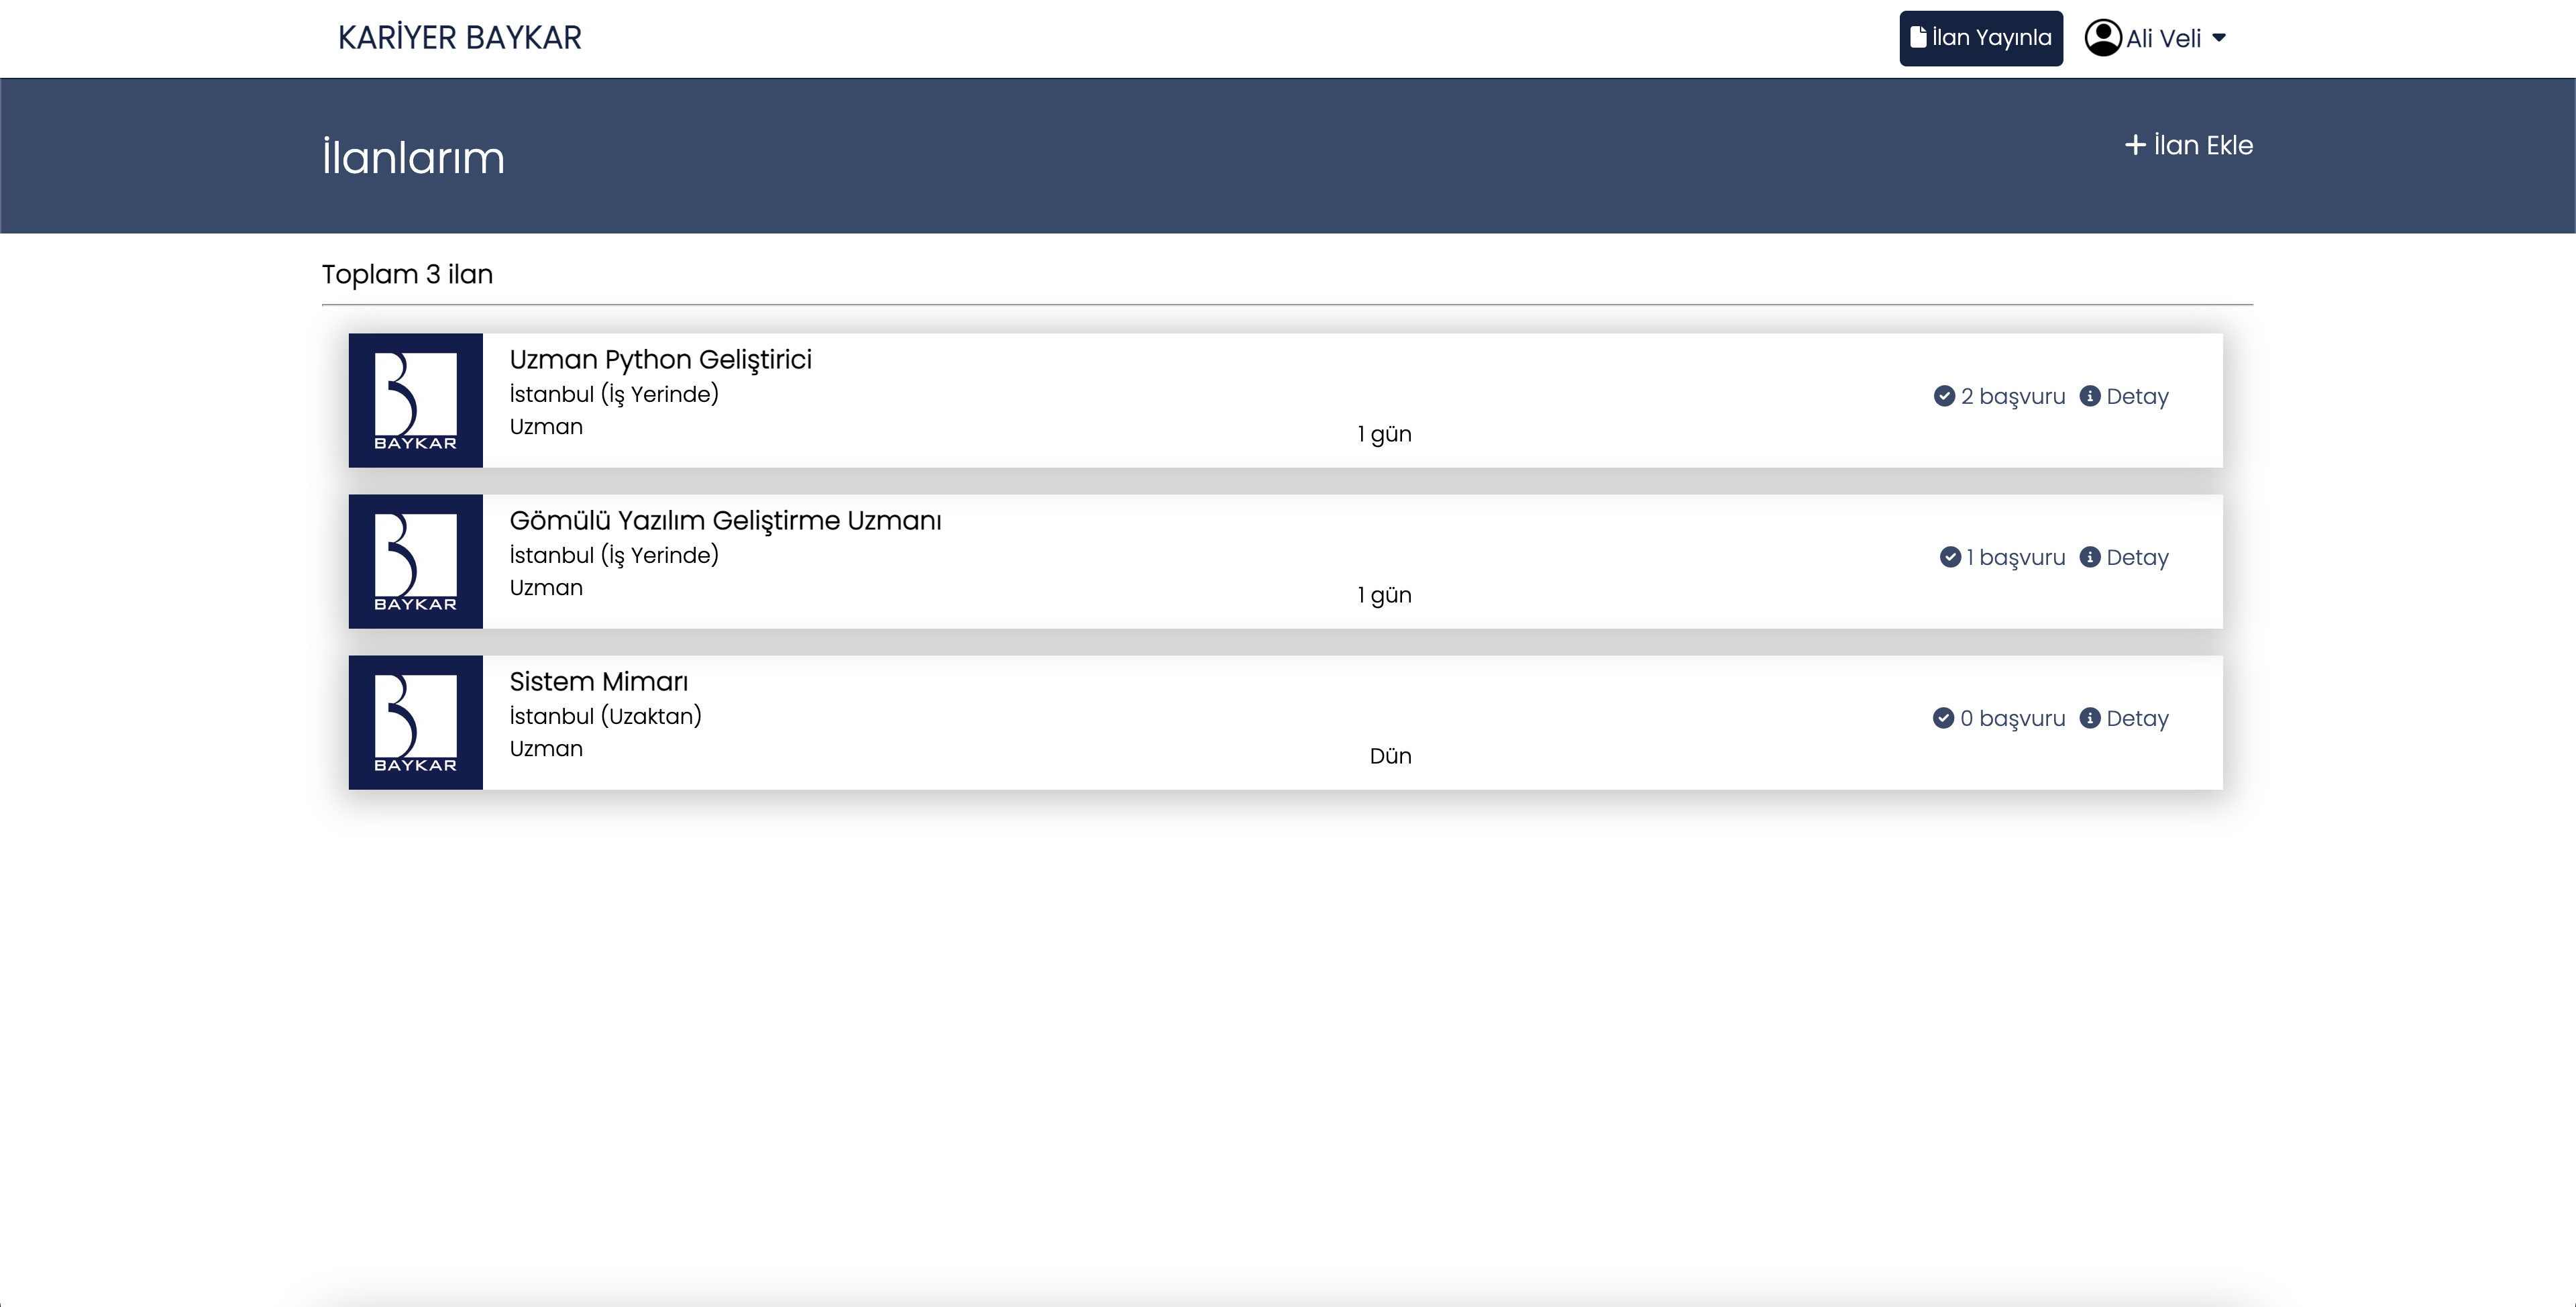 KARİYER BAYKAR
İlan Yayınla
Ali Veli
İlanlarım
İlan Ekle
Toplam 3 ilan
BAYKAR
Uzman Python Geliştirici
İstanbul (İş Yerinde)
Uzman
1 gün
2 başvuru
Detay
BAYKAR
Gömülü Yazılım Geliştirme Uzmanı
İstanbul (İş Yerinde)
Uzman
1 gün
1 başvuru
Detay
BAYKAR
Sistem Mimarı
İstanbul (Uzaktan)
Uzman
Dün
0 başvuru
Detay